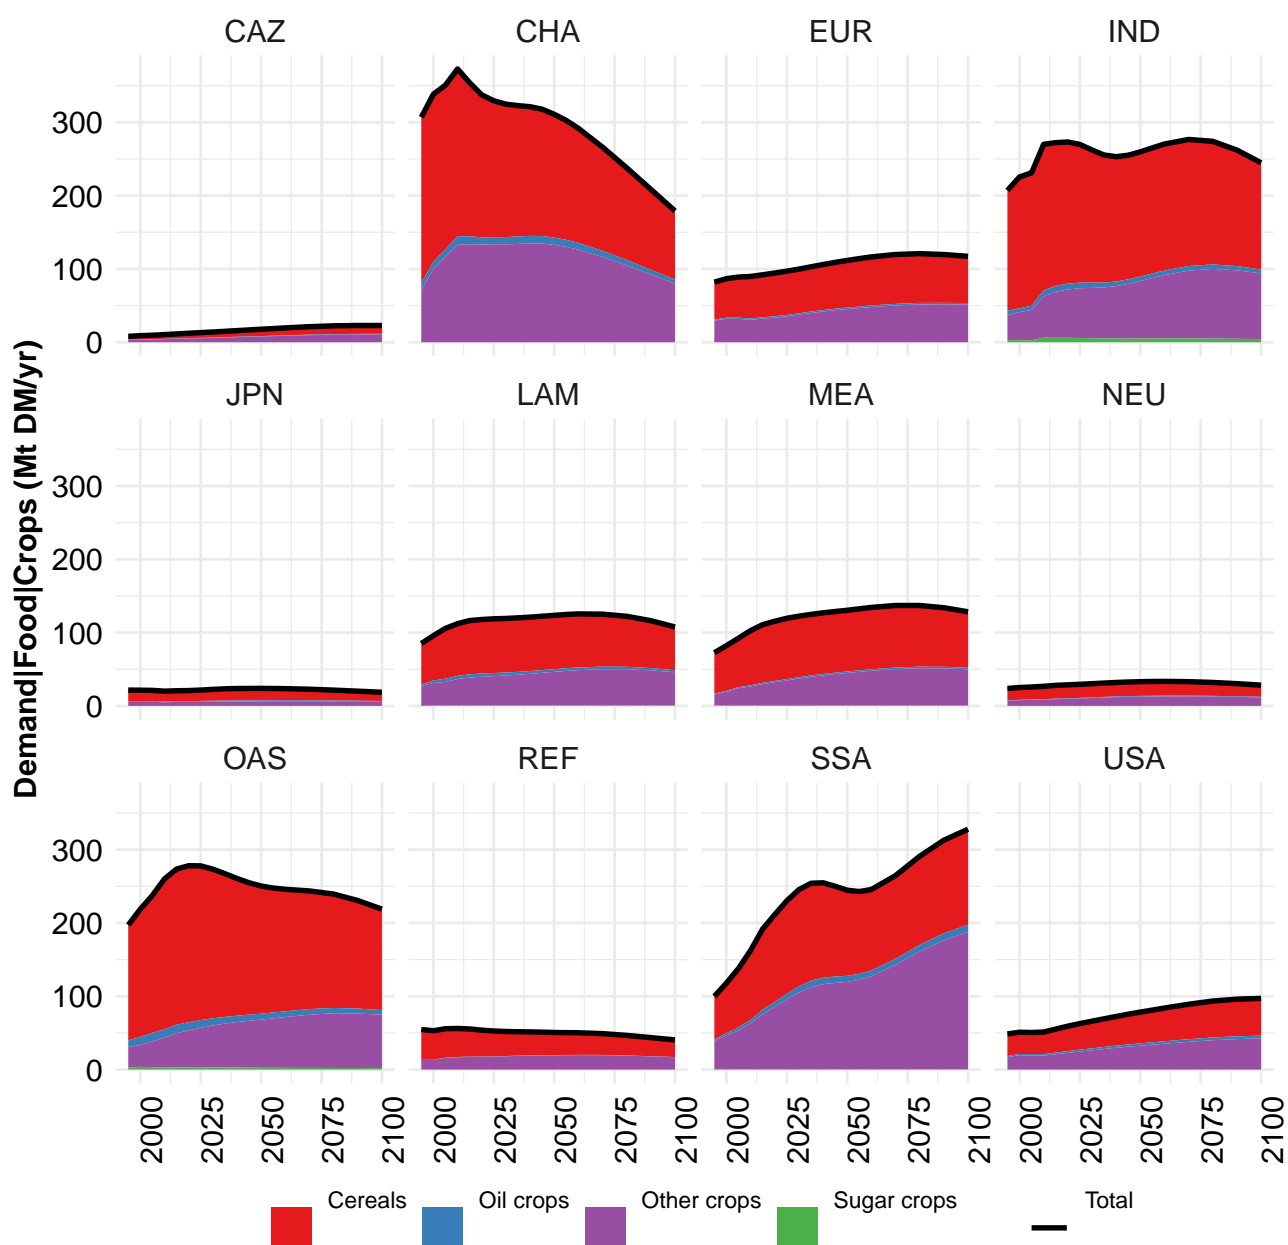 CAZ CHA EUR IND
300
200
100
0
JPN LAM MEA NEU
300
200
100
0
OAS REF SSA USA
300
200
100
0
Demand|Food|Crops (Mt DM/yr)
2000 2025 2050 2075 2100 2000 2025 2050 2075 2100 2000 2025 2050 2075 2100 2000 2025 2050 2075 2100
Cereals Oil crops Other crops Sugar crops Total